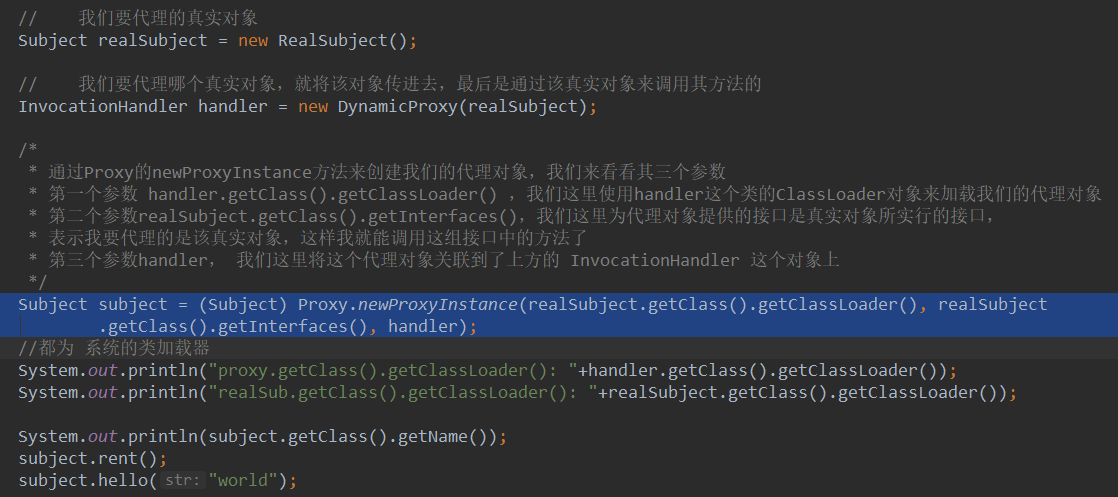 //    我们要代理的真实对象
Subject realSubject = new RealSubject();
//    我们要代理哪个真实对象，就将该对象传进去，最后是通过该真实对象来调用其方法的
InvocationHandler handler = new DynamicProxy(realSubject);
/*
 * 通过Proxy的newProxyInstance方法来创建我们的代理对象，我们来看看其三个参数
 * 第一个参数 handler.getClass().getClassLoader() ，我们这里使用handler这个类的ClassLoader对象来加载我们的代理对象
 * 第二个参数realSubject.getClass().getInterfaces()，我们这里为代理对象提供的接口是真实对象所实行的接口，
 * 表示我要代理的是该真实对象，这样我就能调用这组接口中的方法了
 * 第三个参数handler， 我们这里将这个代理对象关联到了上方的 InvocationHandler 这个对象上
 */
Subject subject = (Subject) Proxy.newProxyInstance(realSubject.getClass().getClassLoader(), realSubject
        .getClass().getInterfaces(), handler);
//都为 系统的类加载器
System.out.println("proxy.getClass().getClassLoader(): "+handler.getClass().getClassLoader());
System.out.println("realSub.getClass().getClassLoader(): "+realSubject.getClass().getClassLoader());
System.out.println(subject.getClass().getName());
subject.rent();
subject.hello( str: "world");